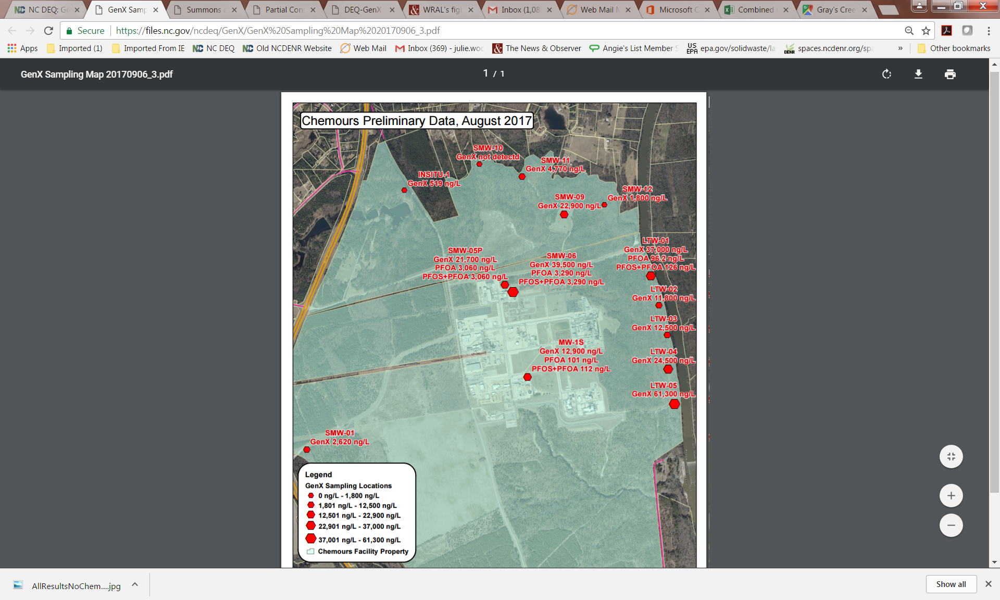 NC DEQ: G
GenX Samp
Summons
Partial Con
DEQ-GenX
WRAL's figh
Inbox (1,08
Web Mail
Microsoft
Combined
Gray's Cree
Secure
https://files.nc.gov/ncdeq/GenX/GenX%20Sampling%20Map%2020170906_3.pdf
Apps
Imported (1)
Imported From IE
NC DEQ
Old NCDENR Website
Web Mail
Inbox (369) - julie.woo
The News & Observer
Angie's List Member
US EPA
epa.gov/solidwaste/la
DENR
spaces.ncdenr.org/spa
»
Other bookmarks
GenX Sampling Map 20170906_3.pdf
1 / 1
Chemours Preliminary Data, August 2017
SMW-10
GenX not detectd
SMW-11
GenX 4,770 ng/L
INSITU-1
GenX 519 ng/L
SMW-12
GenX 1,800 ng/L
SMW-09
GenX 22,900 ng/L
LTW-01
GenX 37,000 ng/L
PFOA 96.2 ng/L
PFOS+PFOA 126 ng/L
SMW-05P
GenX 21,700 ng/L
PFOA 3,060 ng/L
PFOS+PFOA 3,060 ng/L
SMW-06
GenX 39,500 ng/L
PFOA 3,290 ng/L
PFOS+PFOA 3,290 ng/L
LTW-02
GenX 11,800 ng/L
LTW-03
GenX 12,500 ng/L
MW-1S
GenX 12,900 ng/L
PFOA 101 ng/L
PFOS+PFOA 112 ng/L
LTW-04
GenX 24,500 ng/L
LTW-05
GenX 61,300 ng/L
SMW-01
GenX 2,620 ng/L
Legend
GenX Sampling Locations
0 ng/L - 1,800 ng/L
1,801 ng/L - 12,500 ng/L
12,501 ng/L - 22,900 ng/L
22,901 ng/L - 37,000 ng/L
37,001 ng/L - 61,300 ng/L
Chemours Facility Property
AllResultsNoChem....jpg
Show all